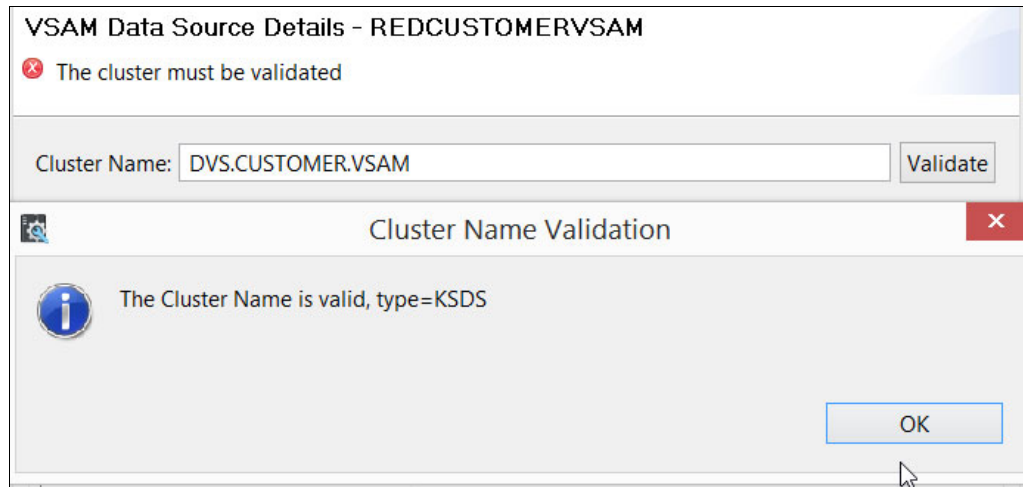 VSAM Data Source Details - REDCUSTOMERVSAM
The cluster must be validated
Cluster Name: DVS.CUSTOMER.VSAM Validate
Cluster Name Validation
The Cluster Name is valid, type=KSDS
OK